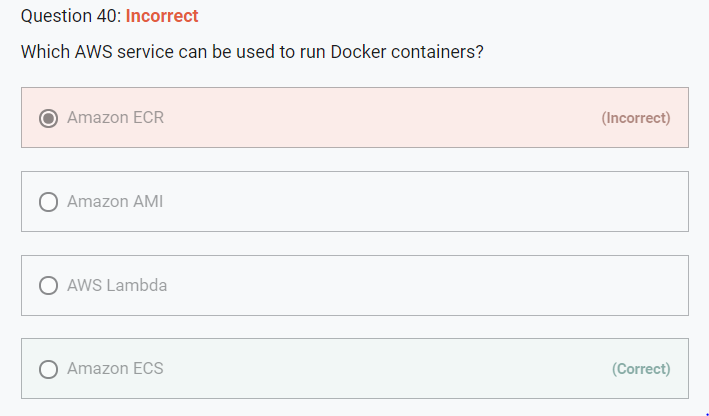 Question 40: Incorrect
Which AWS service can be used to run Docker containers?
Amazon ECR (Incorrect)
Amazon AMI
AWS Lambda
Amazon ECS (Correct)